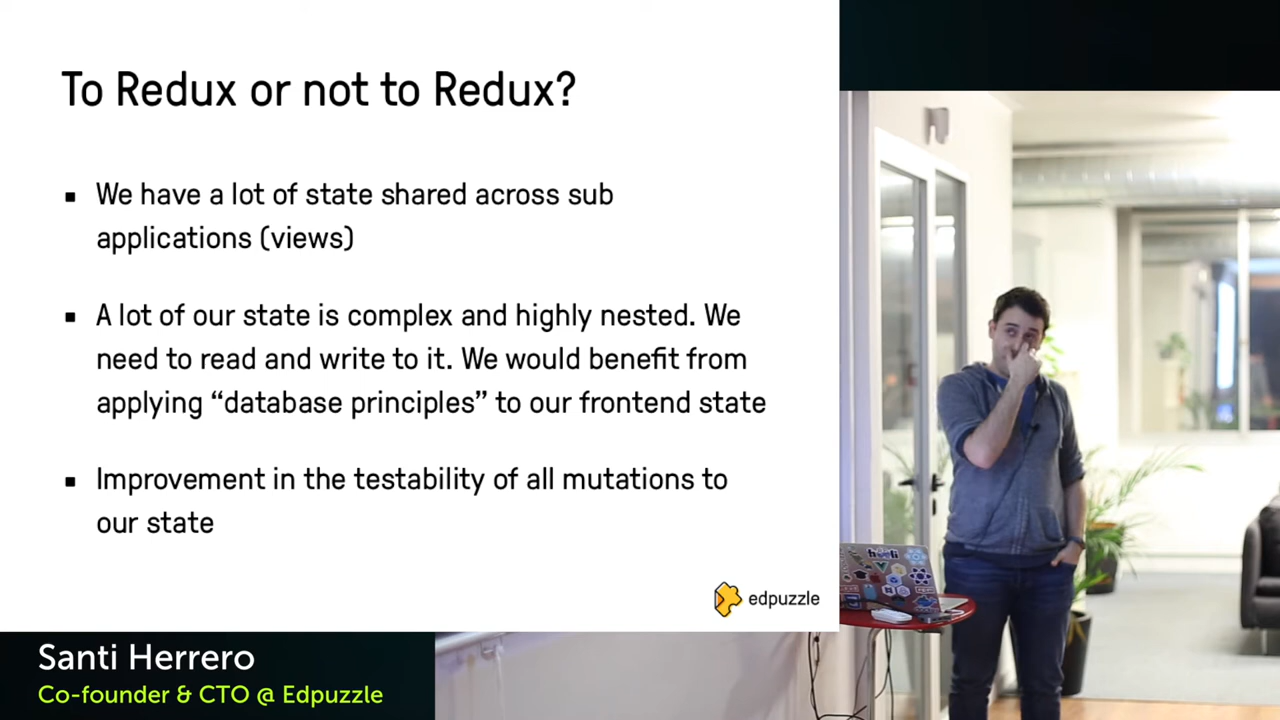 To Redux or not to Redux?
▪ We have a lot of state shared across sub
applications (views)
▪ A lot of our state is complex and highly nested. We
need to read and write to it. We would benefit from
applying “database principles” to our frontend state
▪ Improvement in the testability of all mutations to
our state
edpuzzle
Santi Herrero
Co-founder & CTO @ Edpuzzle